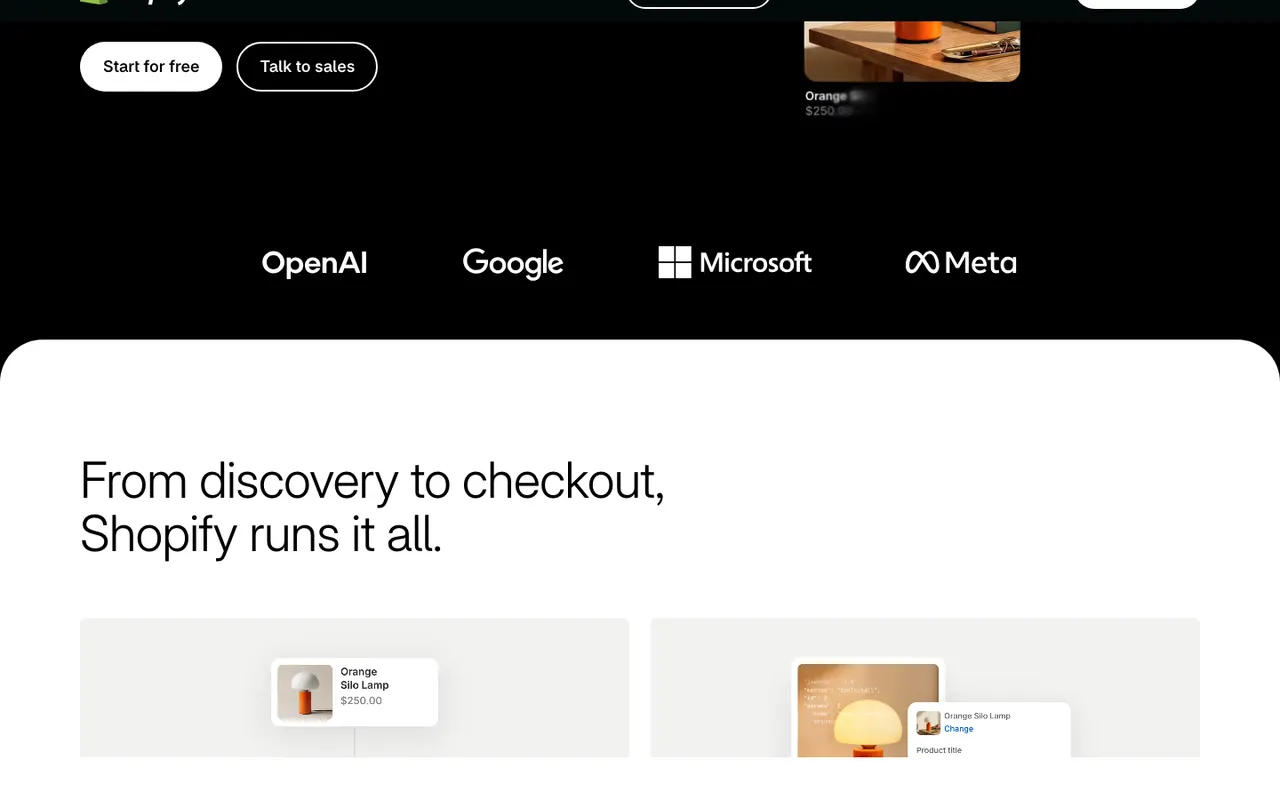 Start for free
Talk to sales
Orange
$250
OpenAI
Google
Microsoft
Meta
From discovery to checkout,
Shopify runs it all.
Orange
Silo Lamp
$250.00
Orange Silo Lamp
Change
Product title